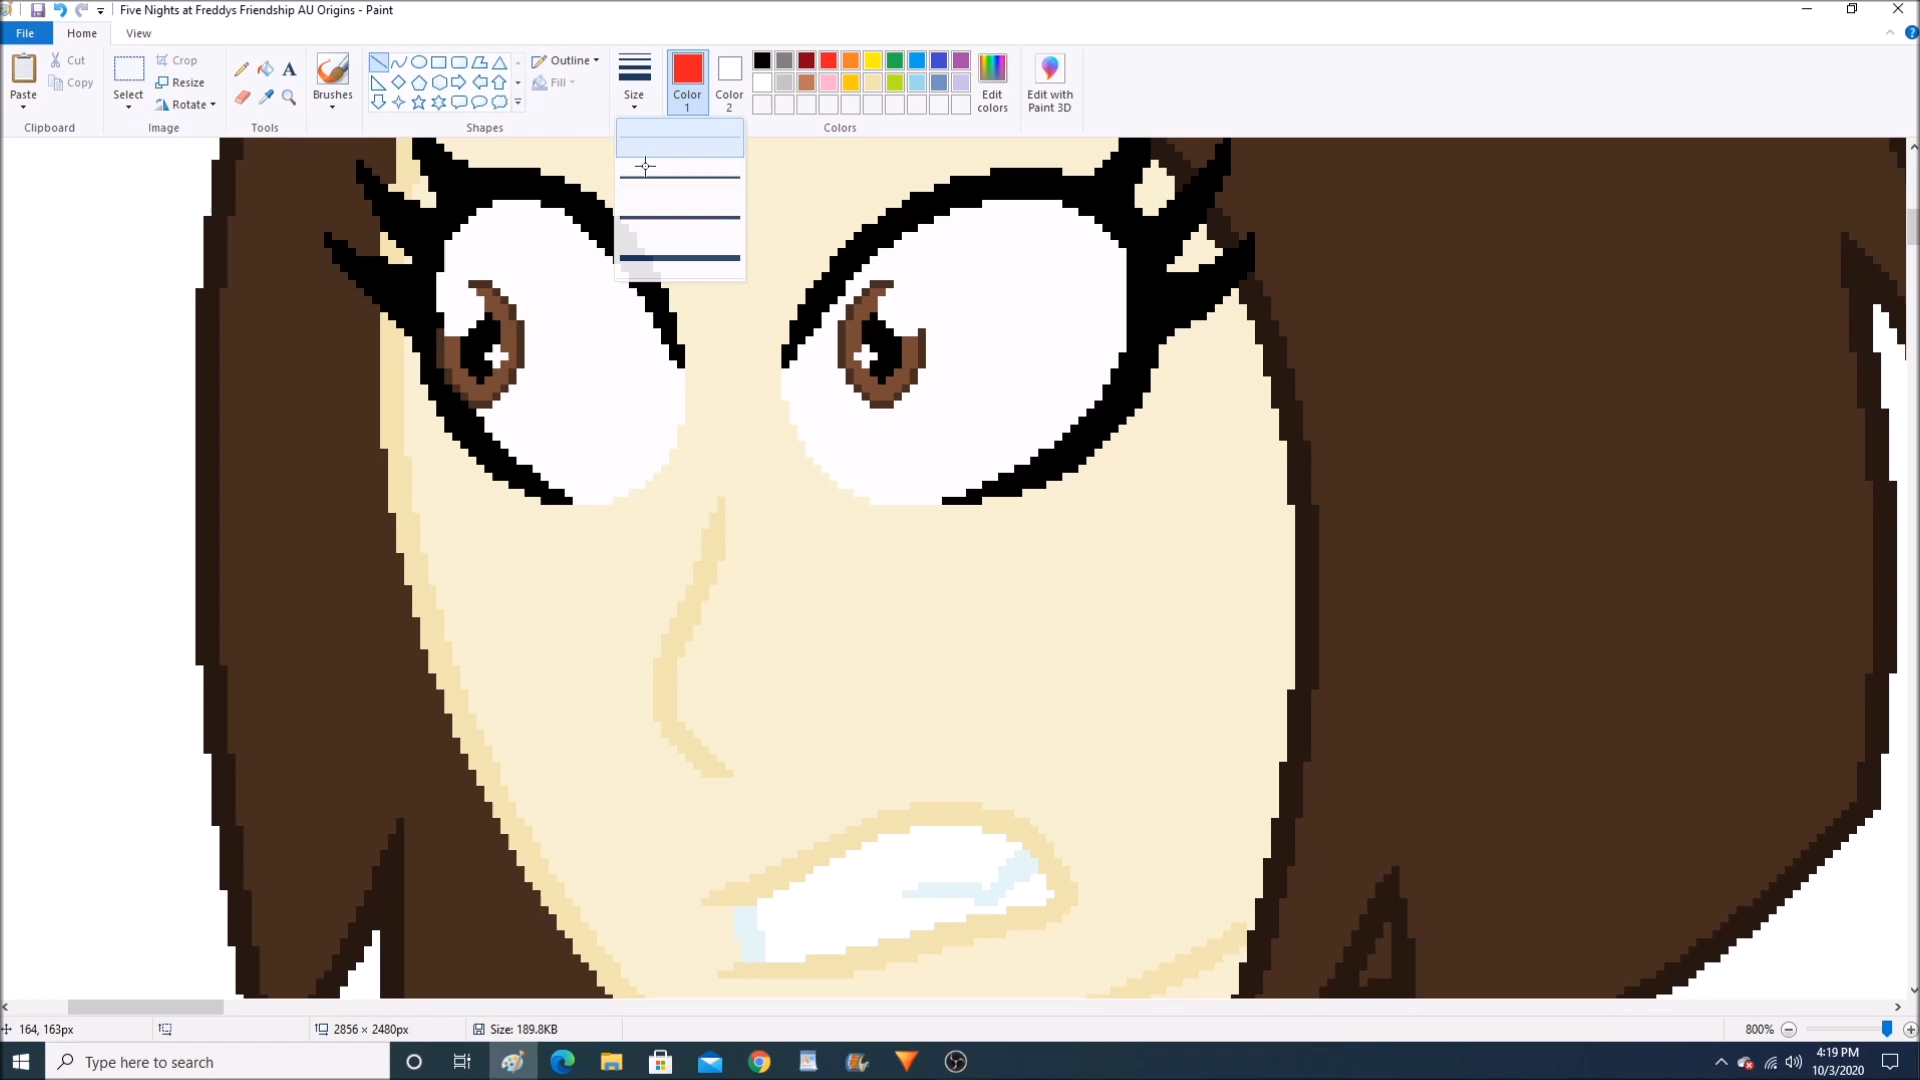 Five Nights at Freddys Friendship AU Origins - Paint
File Home View
Paste
Cut
Copy
Clipboard
Select
Crop
Resize
Rotate
Image
A
Tools
Brushes
Shapes
Outline
Fill
Size
Color 1
Color 2
Colors
Edit colors
Edit with Paint 3D
164, 163px
2856 × 2480px
Size: 189.8KB
800%
Type here to search
4:19 PM
10/3/2020